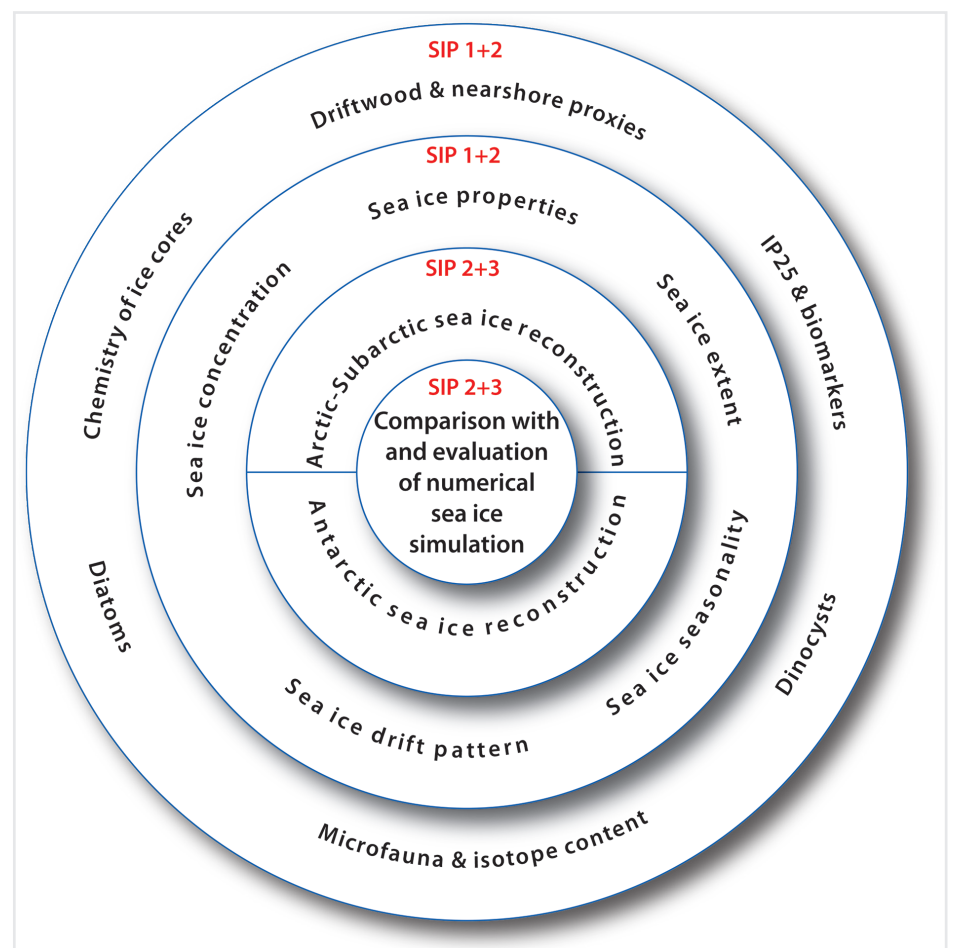 SIP 1+2
Driftwood & nearshore proxies
IP25 & biomarkers
Dinocysts
Microfauna & isotope content
Diatoms
Chemistry of ice cores
SIP 1+2
Sea ice properties
Sea ice extent
Sea ice seasonality
Sea ice drift pattern
Sea ice concentration
SIP 2+3
Arctic-Subarctic sea ice reconstruction
Antarctic sea ice reconstruction
SIP 2+3
Comparison with
and evaluation
of numerical
sea ice
simulation